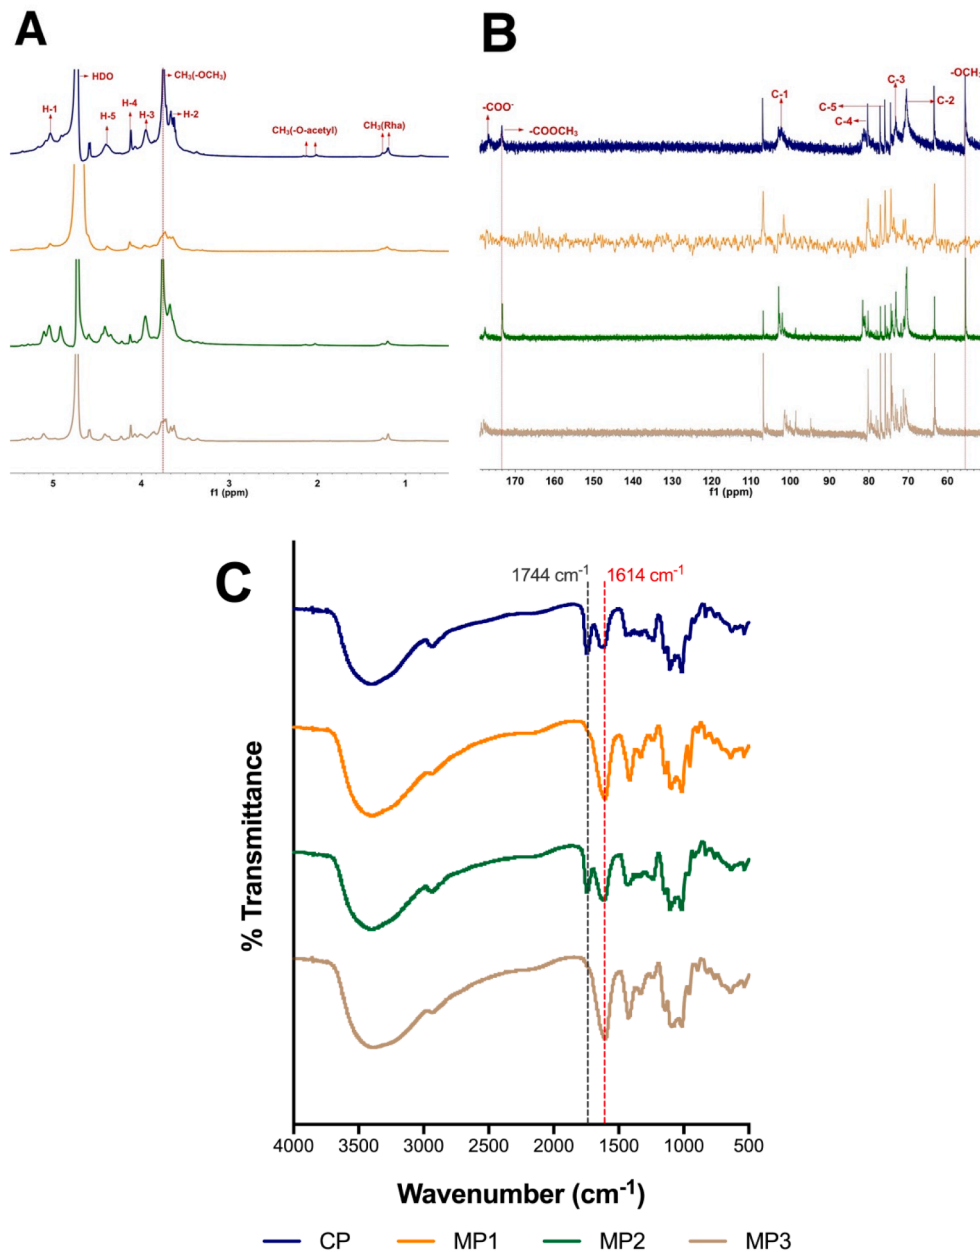 A
HDO
CH₃(-OCH₃)
H-1
H-5
H-4
H-3
H-2
CH₃(-O-acetyl)
CH₃(Rha)
5 4 3 2 1
f1 (ppm)
B
-COO⁻
-COOCH₃
C-1
C-5
C-4
C-3
C-2
-OCH₃
170 160 150 140 130 120 110 100 90 80 70 60
f1 (ppm)
C
1744 cm⁻¹
1614 cm⁻¹
% Transmittance
4000 3500 3000 2500 2000 1500 1000 500
Wavenumber (cm⁻¹)
CP MP1 MP2 MP3